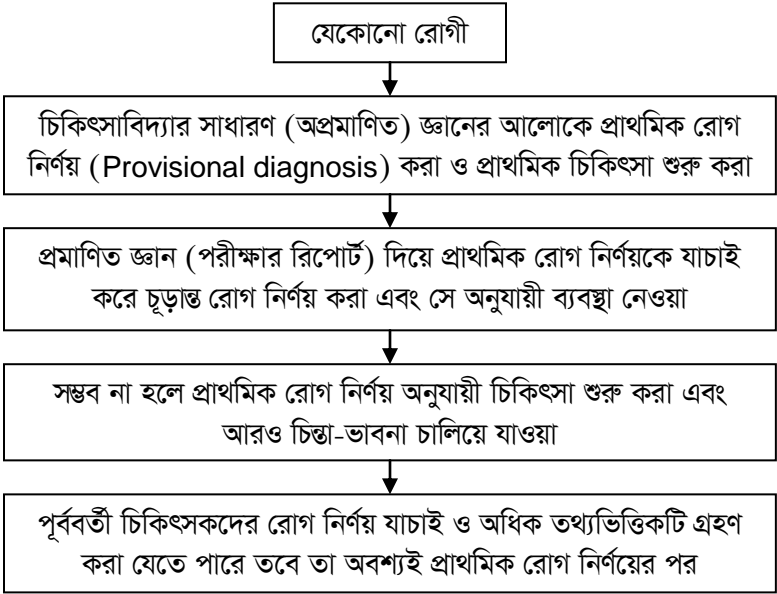 যেকোনো রোগী
চিকিৎসাবিদ্যার সাধারণ (অপ্রমাণিত) জ্ঞানের আলোকে প্রাথমিক রোগ
নির্ণয় (Provisional diagnosis) করা ও প্রাথমিক চিকিৎসা শুরু করা
প্রমাণিত জ্ঞান (পরীক্ষার রিপোর্ট) দিয়ে প্রাথমিক রোগ নির্ণয়কে যাচাই
করে চূড়ান্ত রোগ নির্ণয় করা এবং সে অনুযায়ী ব্যবস্থা নেওয়া
সম্ভব না হলে প্রাথমিক রোগ নির্ণয় অনুযায়ী চিকিৎসা শুরু করা এবং
আরও চিন্তা-ভাবনা চালিয়ে যাওয়া
পূর্ববর্তী চিকিৎসকদের রোগ নির্ণয় যাচাই ও অধিক তথ্যভিত্তিকটি গ্রহণ
করা যেতে পারে তবে তা অবশ্যই প্রাথমিক রোগ নির্ণয়ের পর